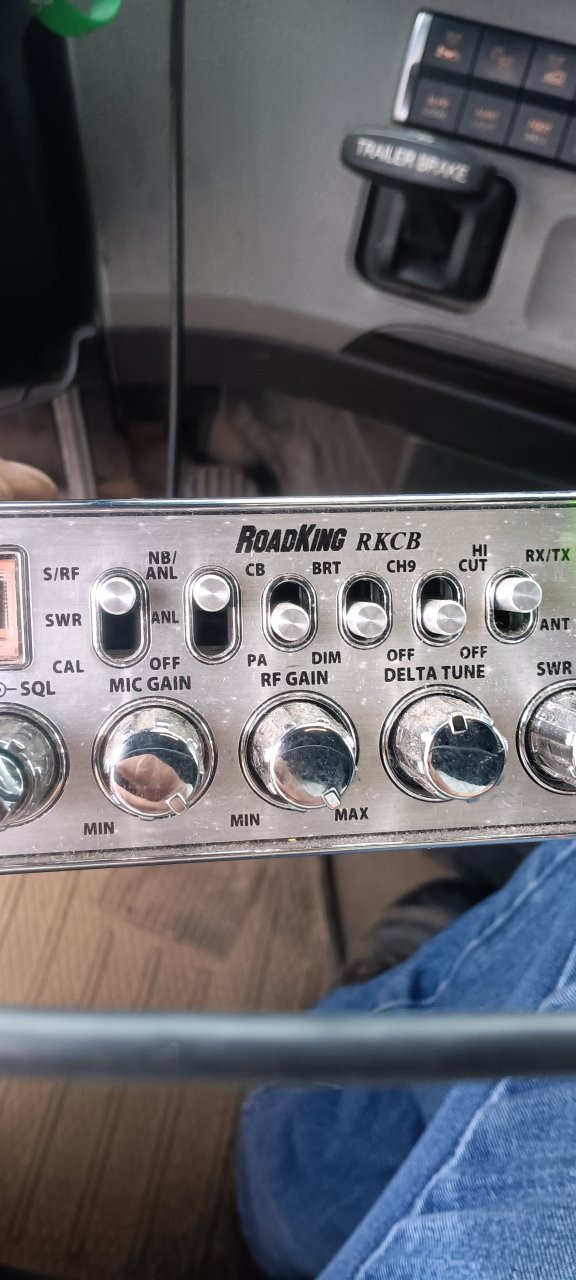 TRAILER BRAKE
ROADKING RKCB
S/RF
NB/
ANL
CB
BRT
CH9
HI
CUT
RX/TX
SWR
ANL
ANT
CAL
OFF
PA
DIM
OFF
OFF
SQL
MIC GAIN
RF GAIN
DELTA TUNE
SWR
MIN
MIN
MAX